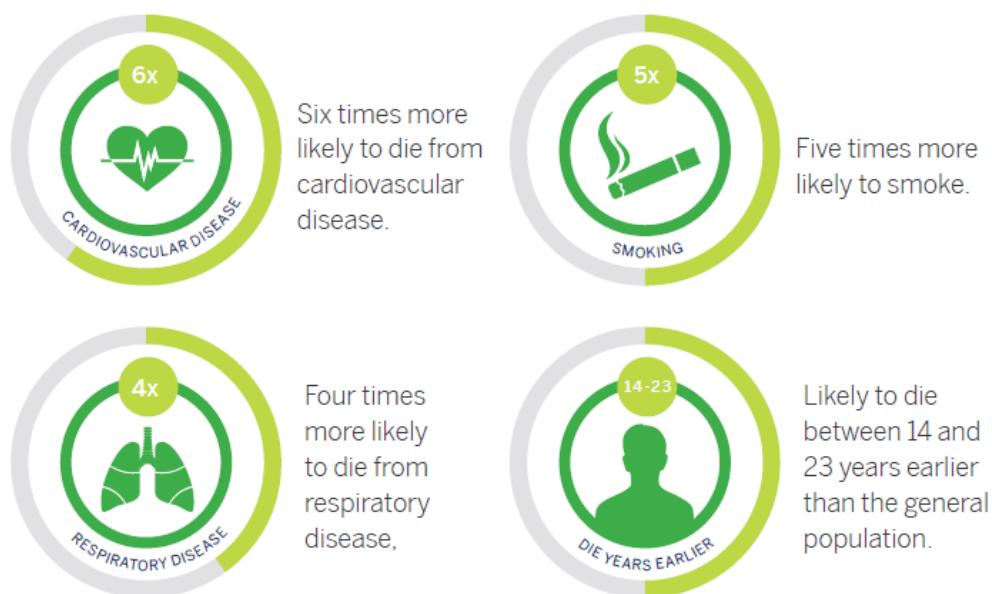 6x
CARDIOVASCULAR DISEASE
Six times more
likely to die from
cardiovascular
disease.
5x
SMOKING
Five times more
likely to smoke.
4x
RESPIRATORY DISEASE
Four times
more likely
to die from
respiratory
disease,
14-23
DIE YEARS EARLIER
Likely to die
between 14 and
23 years earlier
than the general
population.